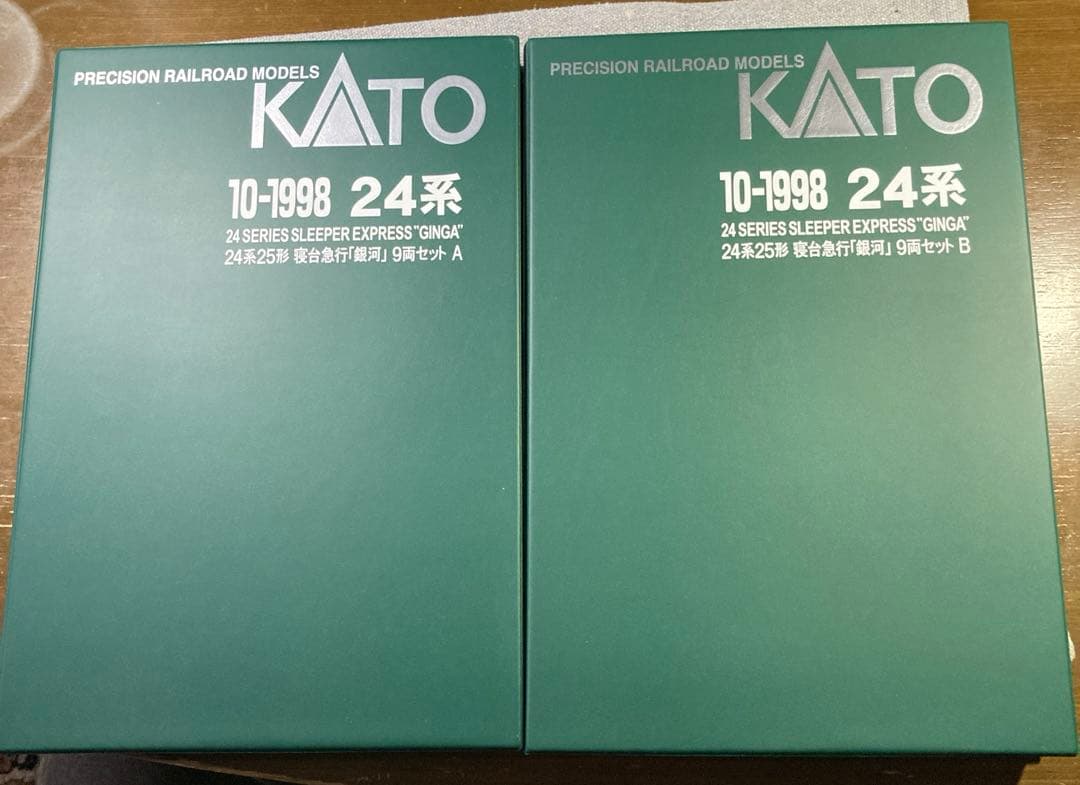 PRECISION RAILROAD MODELS
KATO
10-1998 24系
24 SERIES SLEEPER EXPRESS "GINGA"
24系25形 寝台急行「銀河」 9両セット A
PRECISION RAILROAD MODELS
KATO
10-1998 24系
24 SERIES SLEEPER EXPRESS "GINGA"
24系25形 寝台急行「銀河」 9両セット B